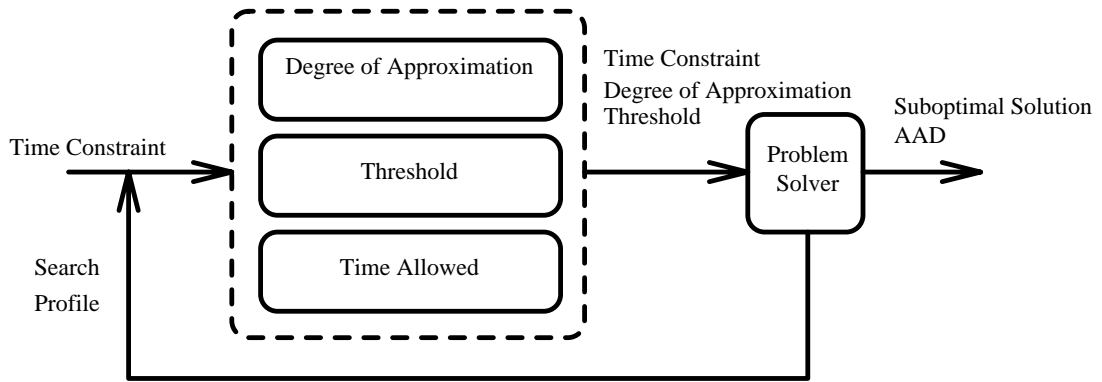 Time Constraint
Search
Profile
Degree of Approximation
Threshold
Time Allowed
Time Constraint
Degree of Approximation
Threshold
Problem
Solver
Suboptimal Solution
AAD